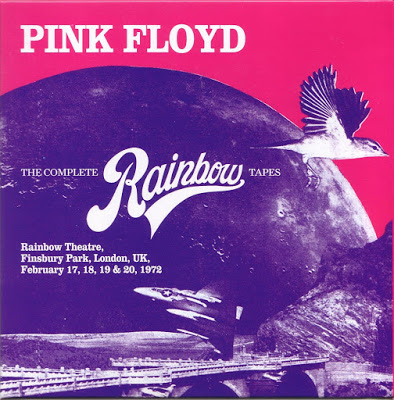 PINK FLOYD
THE COMPLETE Rainbow TAPES
Rainbow Theatre,
Finsbury Park, London, UK,
February 17, 18, 19 & 20, 1972